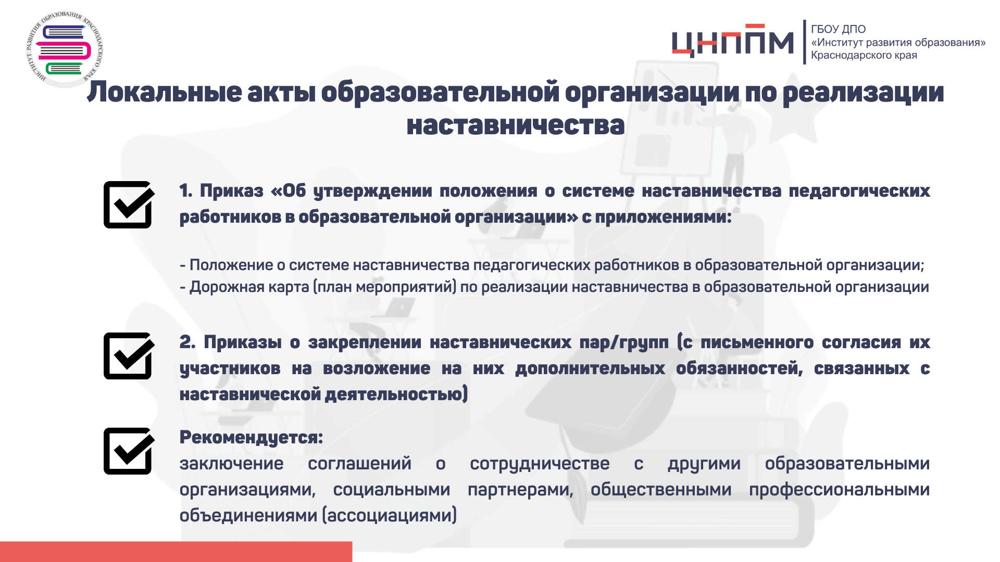 ИНСТИТУТ РАЗВИТИЯ ОБРАЗОВАНИЯ КРАСНОДАРСКОГО КРАЯ
ЦНППМ
ГБОУ ДПО
«Институт развития образования»
Краснодарского края
Локальные акты образовательной организации по реализации
наставничества
1. Приказ «Об утверждении положения о системе наставничества педагогических
работников в образовательной организации» с приложениями:
- Положение о системе наставничества педагогических работников в образовательной организации;
- Дорожная карта (план мероприятий) по реализации наставничества в образовательной организации
2. Приказы о закреплении наставнических пар/групп (с письменного согласия их
участников на возложение на них дополнительных обязанностей, связанных с
наставнической деятельностью)
Рекомендуется:
заключение соглашений о сотрудничестве с другими образовательными
организациями, социальными партнерами, общественными профессиональными
объединениями (ассоциациями)